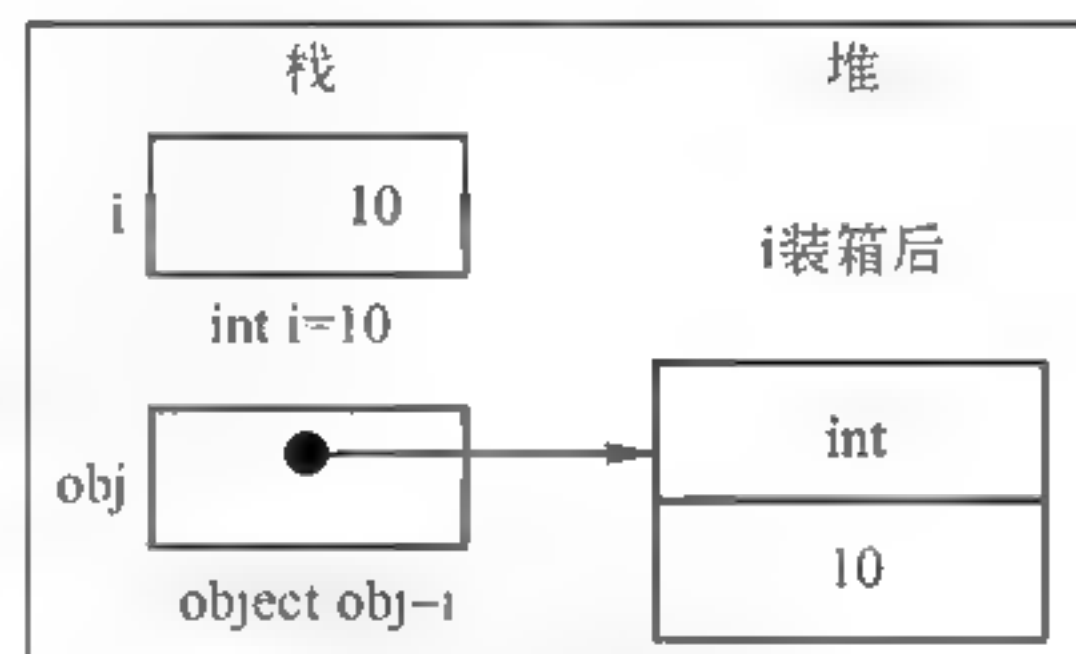 栈
堆
i
10
i装箱后
int i=10
int
obj
10
object obj=i